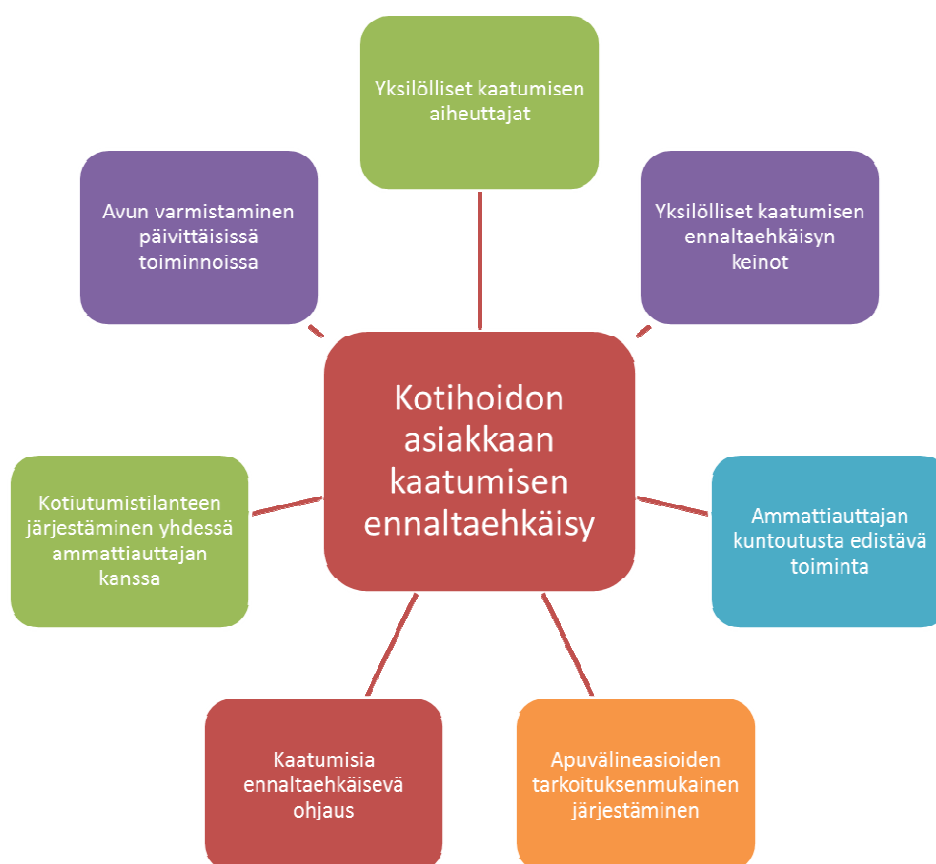 Yksilölliset kaatumisen
aiheuttajat
Avun varmistaminen
päivittäisissä
toiminnoissa
Yksilölliset kaatumisen
ennaltaehkäisyn
keinot
Kotihoidon
asiakkaan
kaatumisen
ennaltaehkäisy
Kotiutumistilanteen
järjestäminen yhdessä
ammattiauttajan
kanssa
Ammattiauttajan
kuntoutusta edistävä
toiminta
Kaatumisia
ennaltaehkäisevä
ohjaus
Apuvälineasioiden
tarkoituksenmukainen
järjestäminen